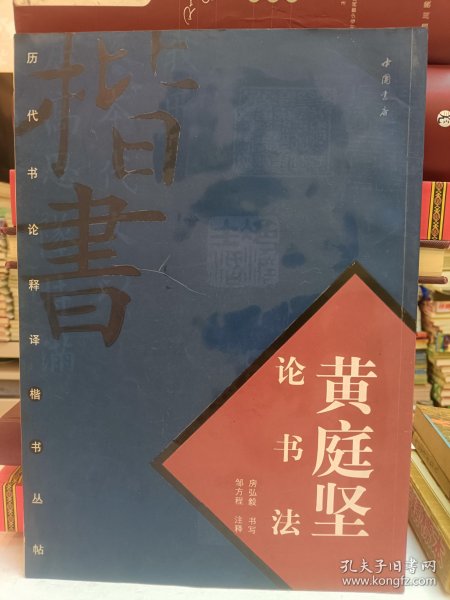 中国书店
楷書
历代书论释译楷书丛帖
黄庭坚
论书法
房弘毅 书写
邹方程 注释
孔夫子旧书网
www.kongfz.com